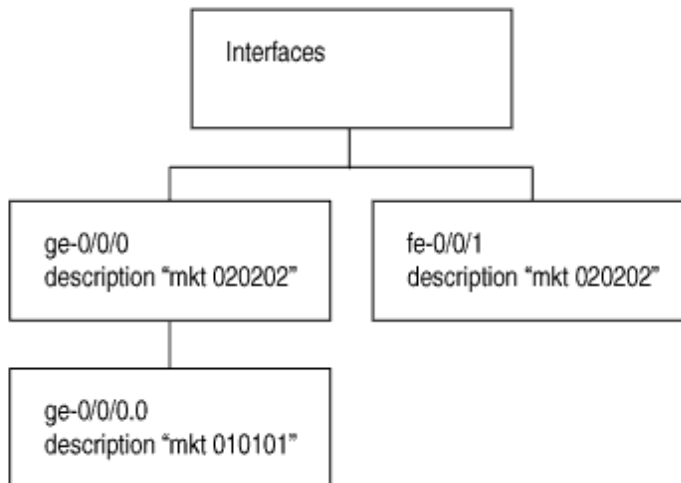 Interfaces
ge-0/0/0
description “mkt 020202”
fe-0/0/1
description “mkt 020202”
ge-0/0/0.0
description “mkt 010101”